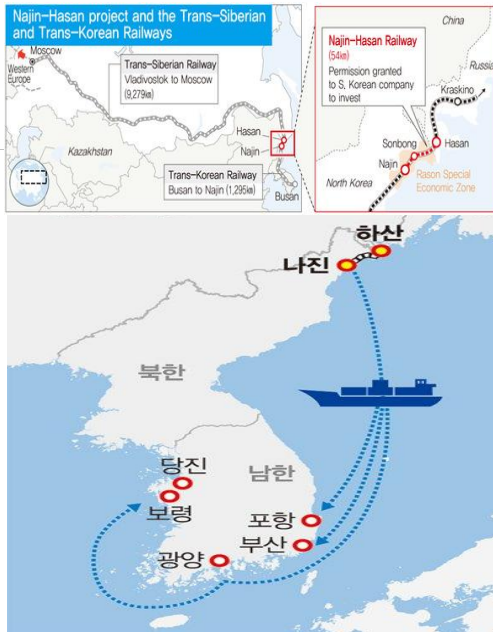 Najin-Hasan project and the Trans-Siberian
and Trans-Korean Railways
Moscow
Western
Europe
Trans-Siberian Railway
Vladivostok to Moscow
(9,279㎞)
Kazakhstan
Hasan
Najin
Trans-Korean Railway
Busan to Najin (1,295㎞)
Busan
China
Najin-Hasan Railway
(54㎞)
Permission granted
to S, Korean company
to invest
Russia
Kraskino
Sonbong
Hasan
Najin
Rason Special
Economic Zone
North Korea
하산
나진
북한
남한
당진
보령
포항
부산
광양